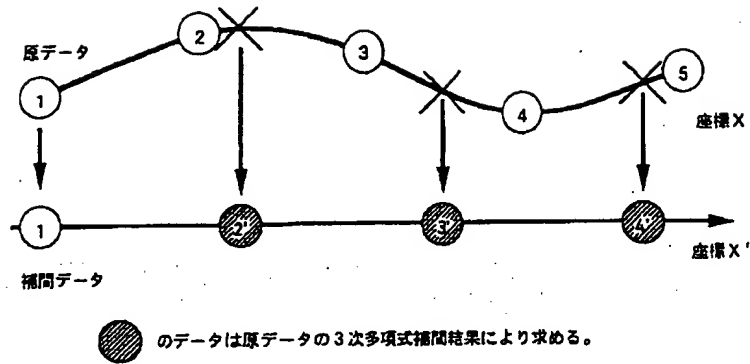 2
3
5
原データ
1
4
座標X
1
2'
3'
4'
座標X'
補間データ
のデータは原データの3次多項式補間結果により求める。